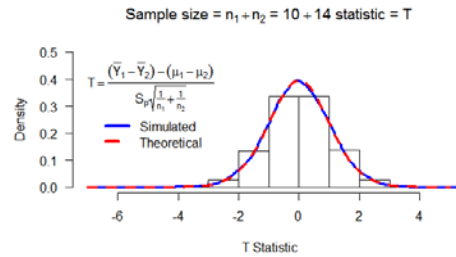 Sample size = n₁+n₂ = 10 + 14 statistic = T
T = (Ȳ₁−Ȳ₂)−(μ₁−μ₂) / Sₚ√(1/n₁ + 1/n₂)
Simulated
Theoretical
Density
0.5
0.4
0.3
0.2
0.1
0.0
-6 -4 -2 0 2 4
T Statistic